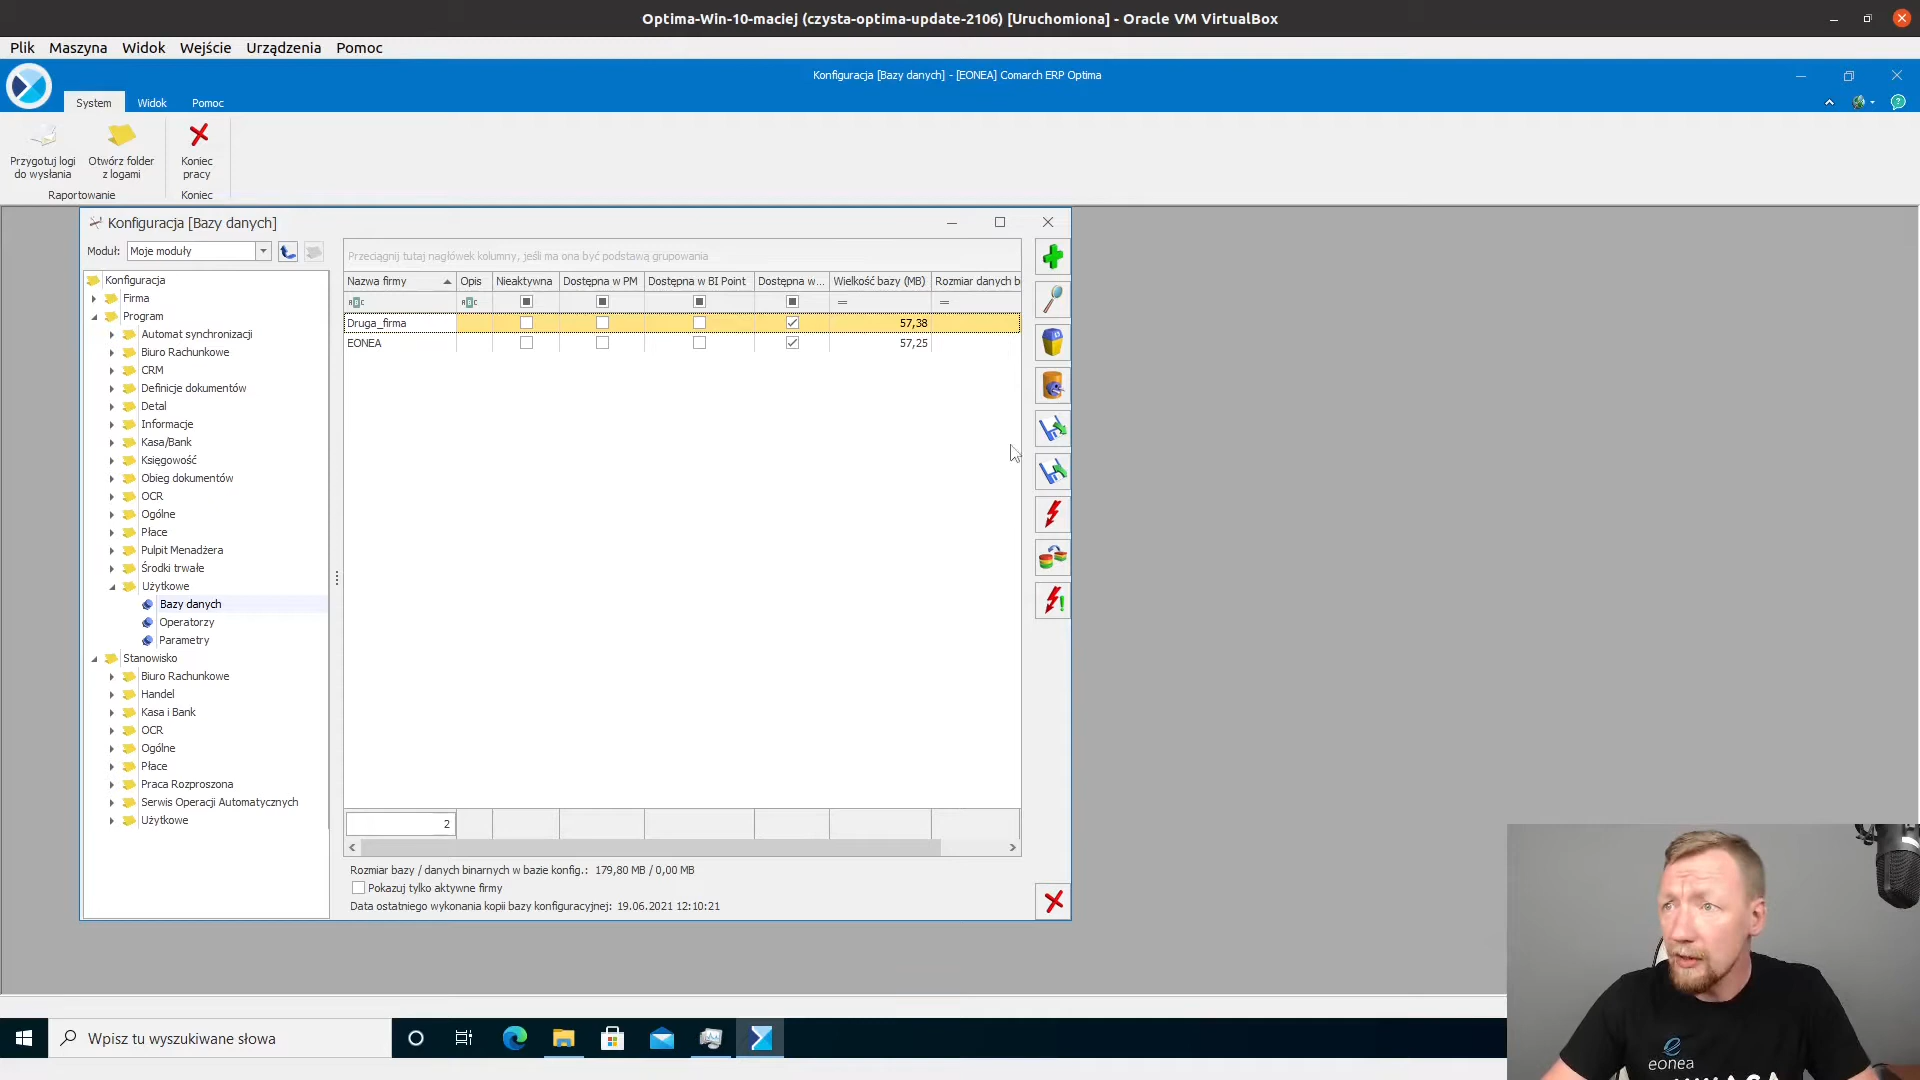 Optima-Win-10-maciej (czysta-optima-update-2106) [Uruchomiona] - Oracle VM VirtualBox
Plik Maszyna Widok Wejście Urządzenia Pomoc
Konfiguracja [Bazy danych] - [EONEA] Comarch ERP Optima
System Widok Pomoc
Przygotuj logi do wysłania
Otwórz folder z logami
Koniec pracy
Raportowanie Koniec
Konfiguracja [Bazy danych]
Moduł: Moje moduły
Przeciągnij tutaj nagłówek kolumny, jeśli ma ona być podstawą grupowania
Nazwa firmy Opis Nieaktywna Dostępna w PM Dostępna w BI Point Dostępna w... Wielkość bazy (MB) Rozmiar danych b
Druga_firma 57,38
EONEA 57,25
Konfiguracja
Firma
Program
Automat synchronizacji
Biuro Rachunkowe
CRM
Definicje dokumentów
Detal
Informacje
Kasa/Bank
Księgowość
Obieg dokumentów
OCR
Ogólne
Płace
Pulpit Menadżera
Środki trwałe
Użytkowe
Bazy danych
Operatorzy
Parametry
Stanowisko
Biuro Rachunkowe
Handel
Kasa i Bank
OCR
Ogólne
Płace
Praca Rozproszona
Serwis Operacji Automatycznych
Użytkowe
2
Rozmiar bazy / danych binarnych w bazie konfig.: 179,80 MB / 0,00 MB
Pokazuj tylko aktywne firmy
Data ostatniego wykonania kopii bazy konfiguracyjnej: 19.06.2021 12:10:21
Wpisz tu wyszukiwane słowa
eonea